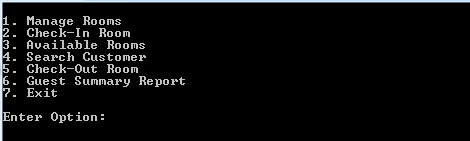 1. Manage Rooms
2. Check-In Room
3. Available Rooms
4. Search Customer
5. Check-Out Room
6. Guest Summary Report
7. Exit
Enter Option: